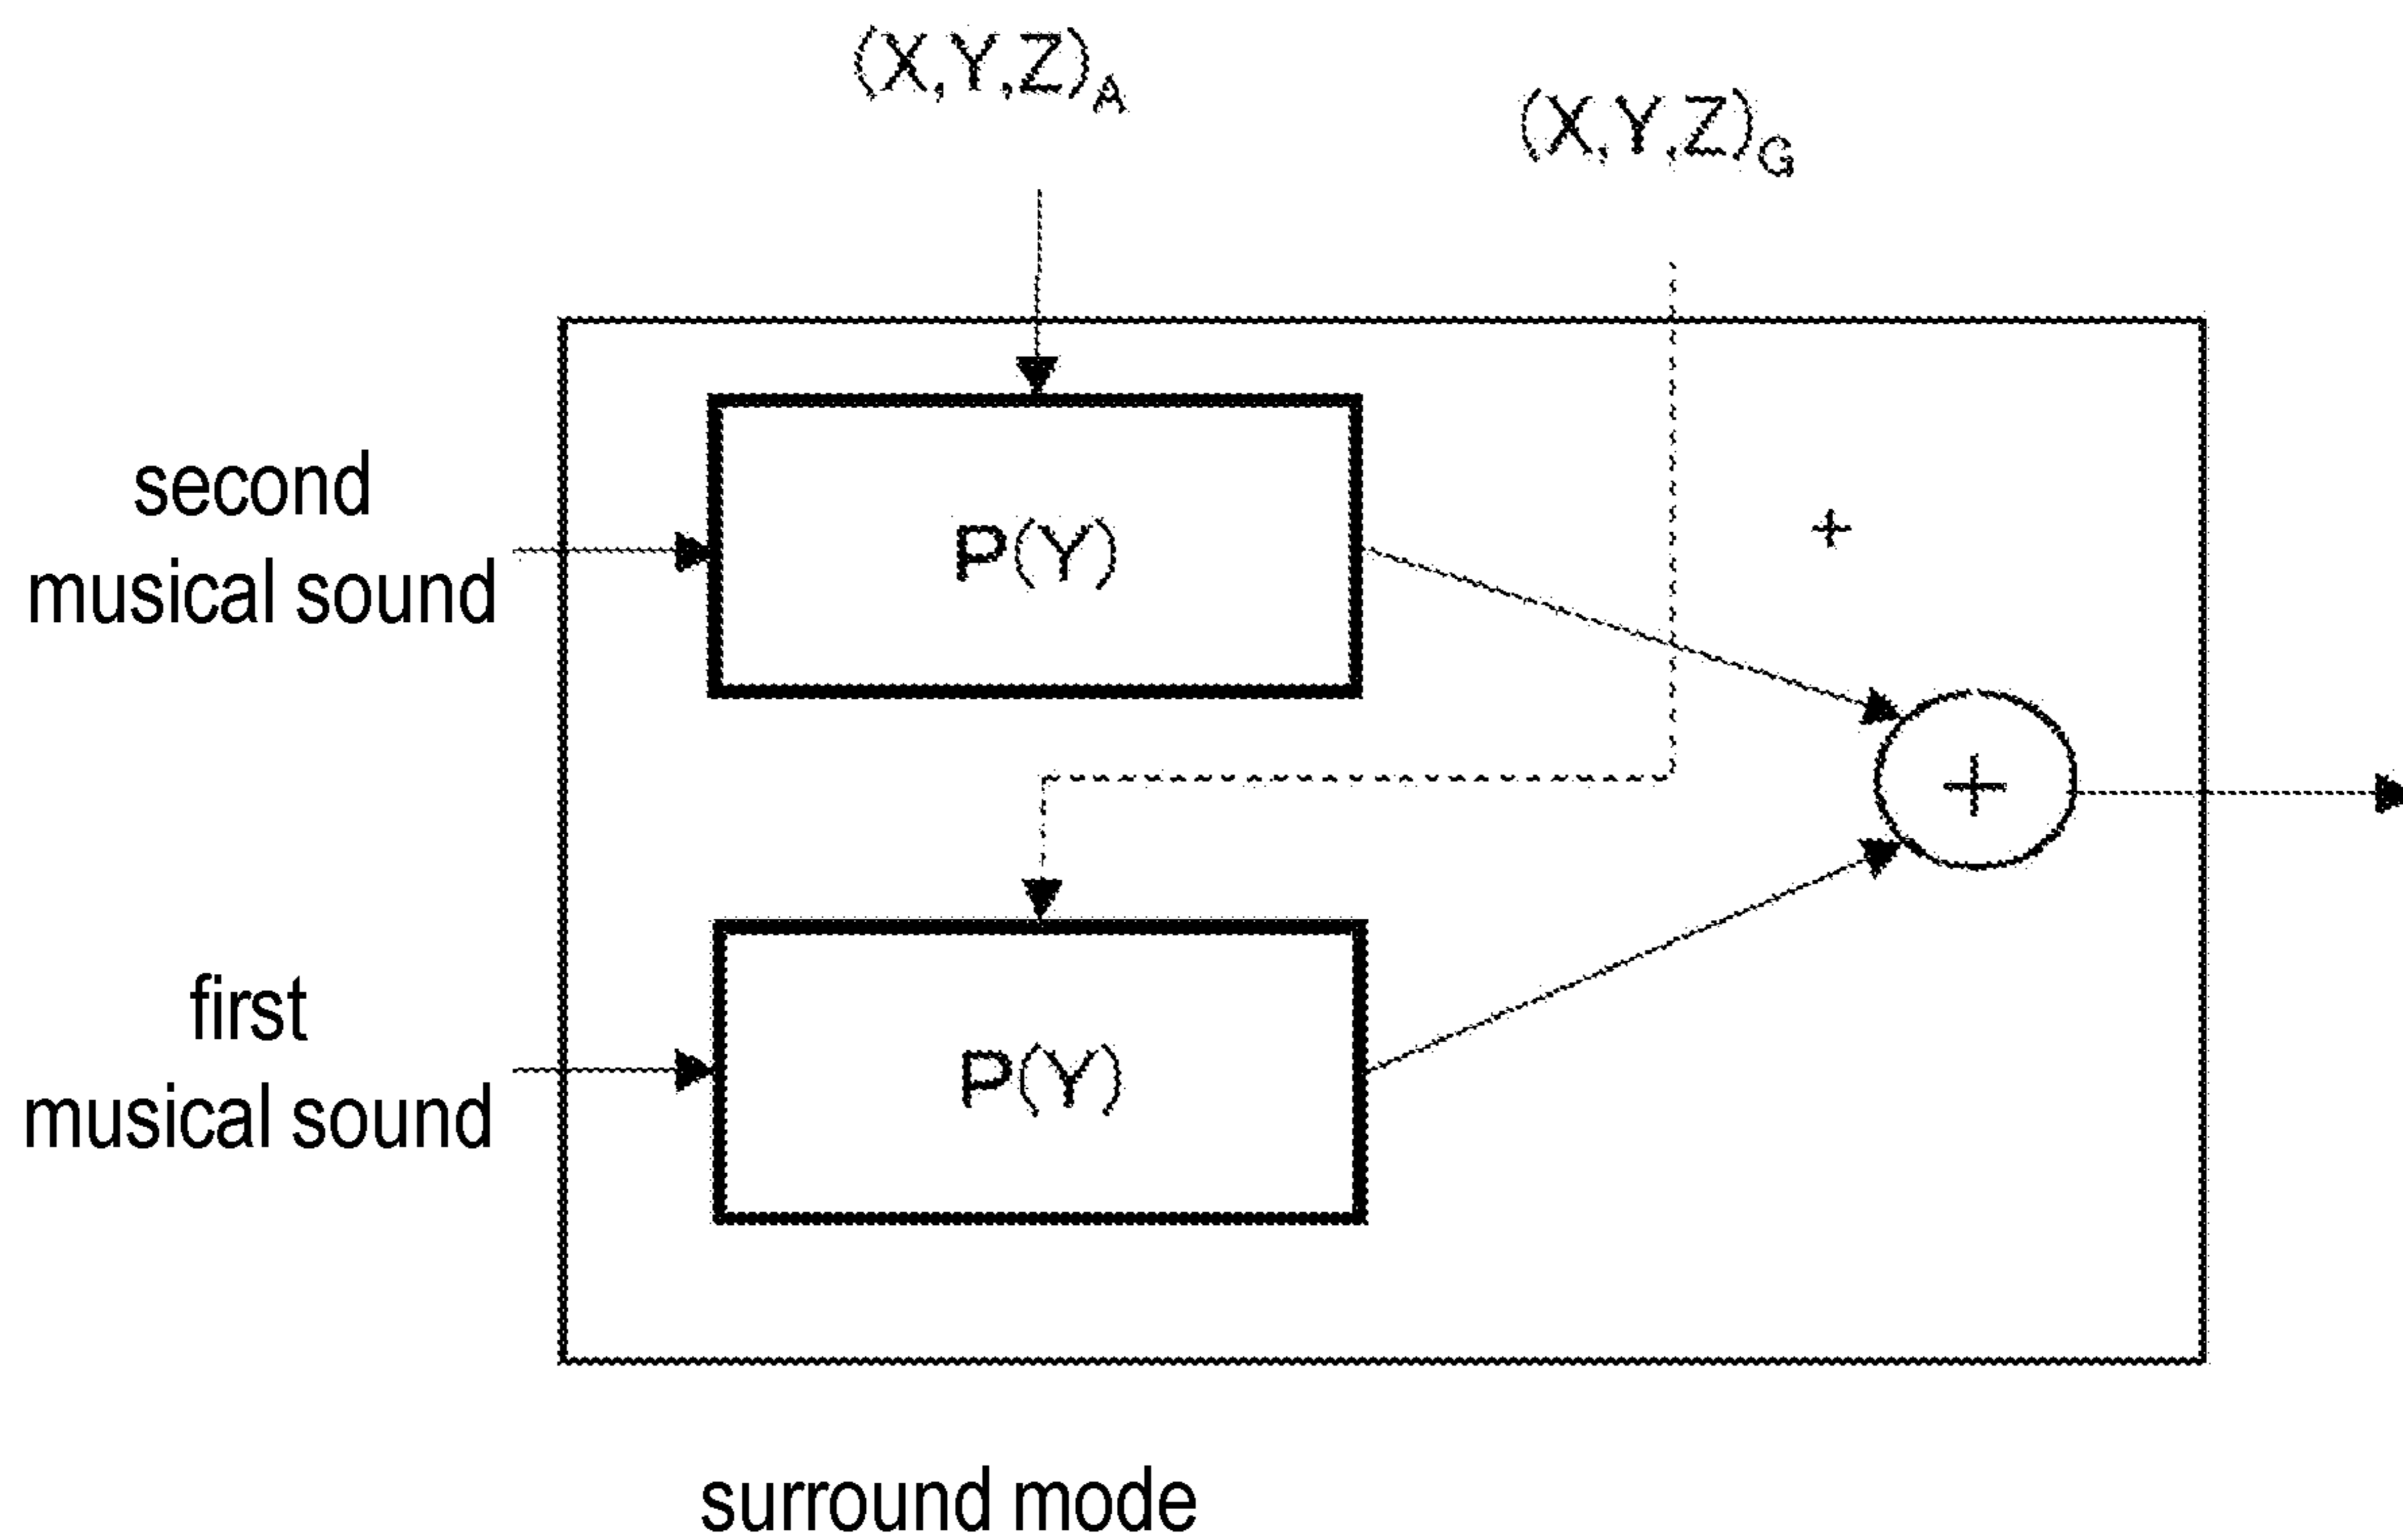 (X,Y,Z)A
(X,Y,Z)G
second
musical sound
P(Y)
+
+
first
musical sound
P(Y)
surround mode